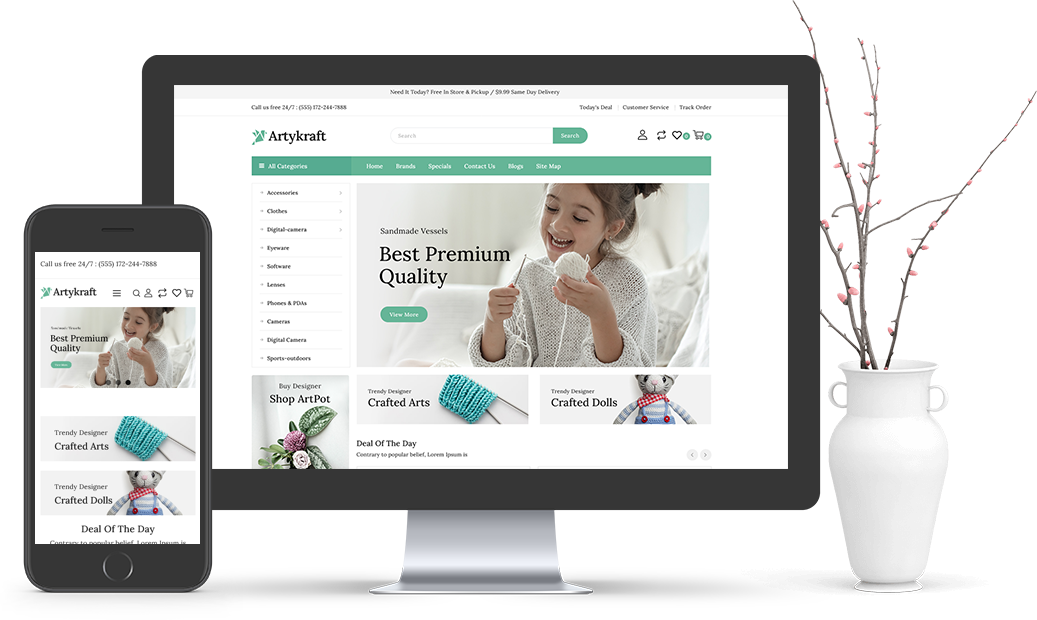 Need It Today? Free In Store & Pickup / $9.99 Same Day Delivery
Call us free 24/7 : (555) 172-244-7888
Today's Deal
Customer Service
Track Order
Artykraft
Search
Search
0
0
All Categories
Home
Brands
Specials
Contact Us
Blogs
Site Map
Accessories
Clothes
Digital-camera
Eyeware
Software
Lenses
Phones & PDAs
Cameras
Digital Camera
Sports-outdoors
Sandmade Vessels
Best Premium
Quality
View More
Buy Designer
Shop ArtPot
Trendy Designer
Crafted Arts
Trendy Designer
Crafted Dolls
Deal Of The Day
Contrary to popular belief, Lorem Ipsum is
Call us free 24/7 : (555) 172-244-7888
Artykraft
Sandmade Vessels
Best Premium
Quality
View More
Trendy Designer
Crafted Arts
Trendy Designer
Crafted Dolls
Deal Of The Day
Contrary to popular belief, Lorem Ipsum is